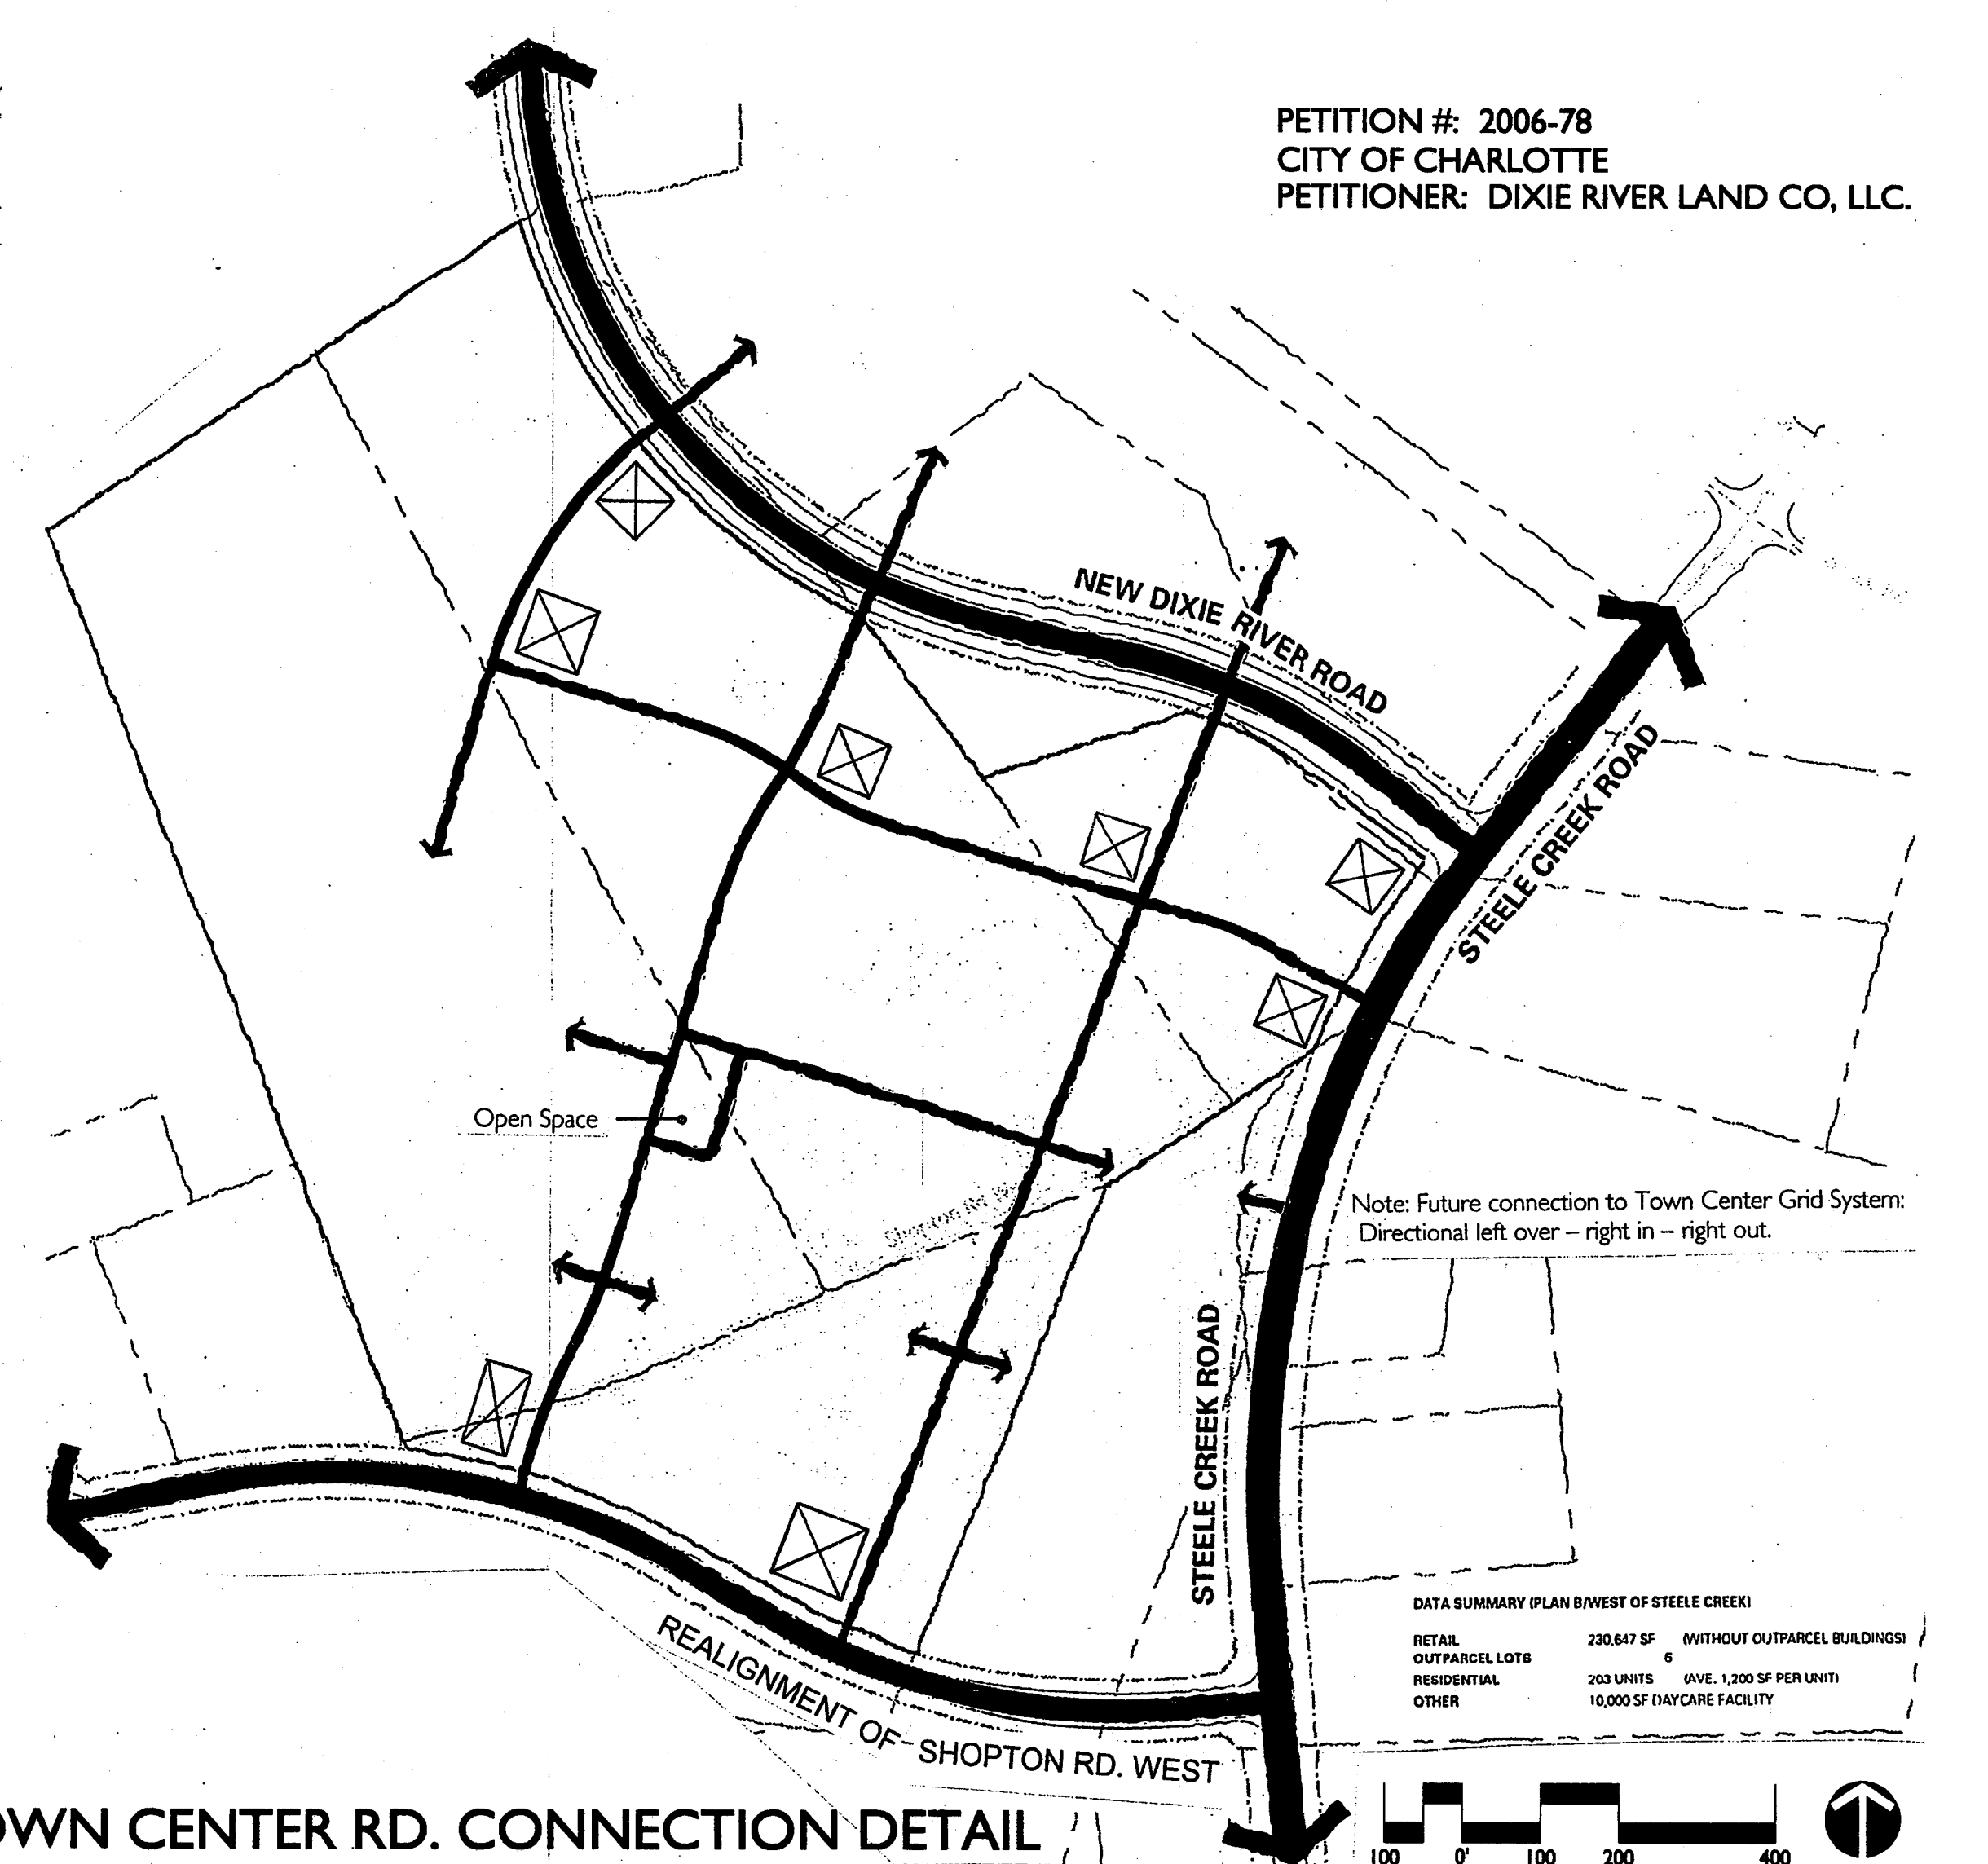 PETITION #: 2006-78
CITY OF CHARLOTTE
PETITIONER: DIXIE RIVER LAND CO, LLC.
NEW DIXIE RIVER ROAD
STEELE CREEK ROAD
Open Space
Note: Future connection to Town Center Grid System:
Directional left over – right in – right out.
STEELE CREEK ROAD
DATA SUMMARY (PLAN B/WEST OF STEELE CREEK)
RETAIL 230,647 SF (WITHOUT OUTPARCEL BUILDINGS)
OUTPARCEL LOTS 6
RESIDENTIAL 203 UNITS (AVE. 1,200 SF PER UNIT)
OTHER 10,000 SF DAYCARE FACILITY
REALIGNMENT OF SHOPTON RD. WEST
OWN CENTER RD. CONNECTION DETAIL
100 0' 100 200 400